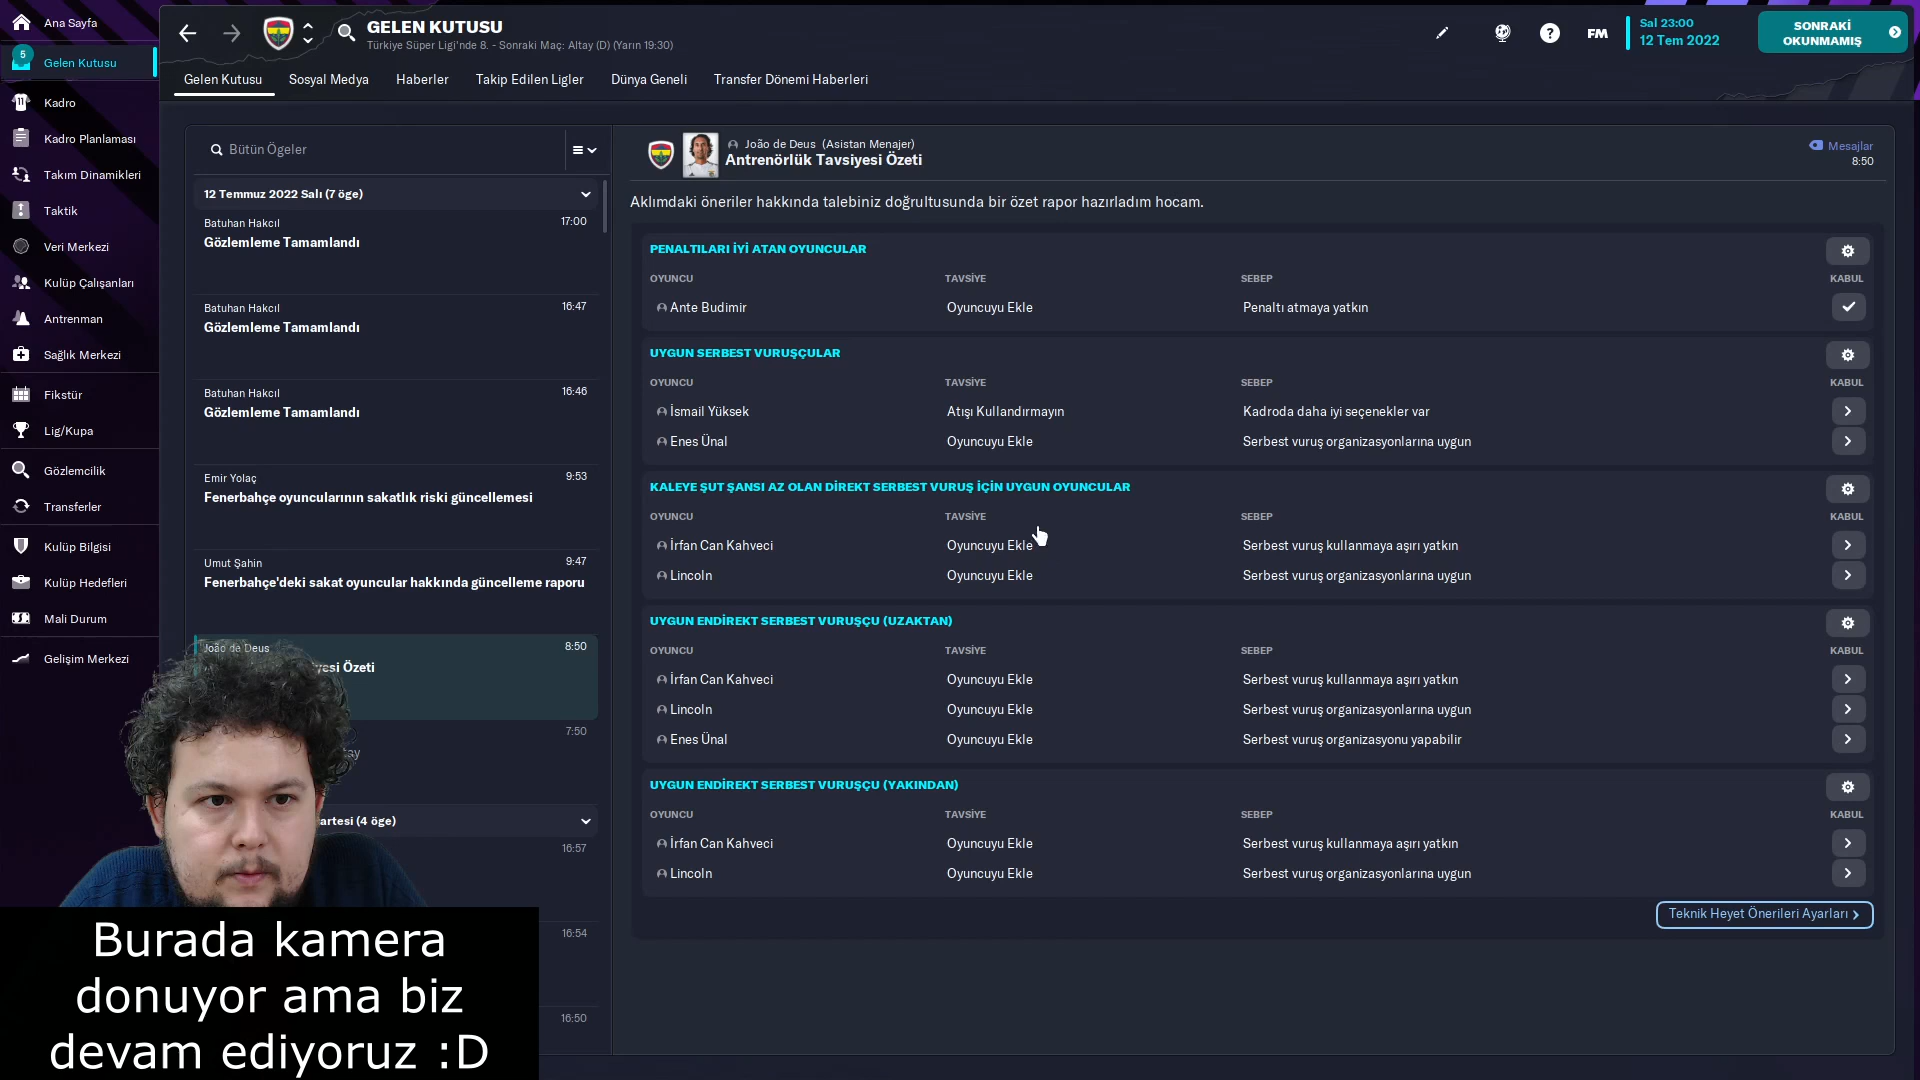 Ana Sayfa
5
Gelen Kutusu
11
Kadro
Kadro Planlaması
Takım Dinamikleri
Taktik
Veri Merkezi
Kulüp Çalışanları
Antrenman
Sağlık Merkezi
Fikstür
Lig/Kupa
Gözlemcilik
Transferler
Kulüp Bilgisi
Kulüp Hedefleri
Mali Durum
Gelişim Merkezi
GELEN KUTUSU
Türkiye Süper Ligi'nde 8. - Sonraki Maç: Altay (D) (Yarın 19:30)
FM
Sal 23:00
12 Tem 2022
SONRAKİ
OKUNMAMIŞ
Gelen Kutusu Sosyal Medya Haberler Takip Edilen Ligler Dünya Geneli Transfer Dönemi Haberleri
Bütün Ögeler
12 Temmuz 2022 Salı (7 öge)
Batuhan Hakcıl 17:00
Gözlemleme Tamamlandı
Batuhan Hakcıl 16:47
Gözlemleme Tamamlandı
Batuhan Hakcıl 16:46
Gözlemleme Tamamlandı
Emir Yolaç 9:53
Fenerbahçe oyuncularının sakatlık riski güncellemesi
Umut Şahin 9:47
Fenerbahçe'deki sakat oyuncular hakkında güncelleme raporu
João de Deus 8:50
yesi Özeti
7:50
tay
artesi (4 öge)
16:57
16:54
16:50
João de Deus (Asistan Menajer)
Antrenörlük Tavsiyesi Özeti
Mesajlar
8:50
Aklımdaki öneriler hakkında talebiniz doğrultusunda bir özet rapor hazırladım hocam.
PENALTILARI İYİ ATAN OYUNCULAR
OYUNCU TAVSİYE SEBEP KABUL
Ante Budimir Oyuncuyu Ekle Penaltı atmaya yatkın
UYGUN SERBEST VURUŞÇULAR
OYUNCU TAVSİYE SEBEP KABUL
İsmail Yüksek Atışı Kullandırmayın Kadroda daha iyi seçenekler var
Enes Ünal Oyuncuyu Ekle Serbest vuruş organizasyonlarına uygun
KALEYE ŞUT ŞANSI AZ OLAN DİREKT SERBEST VURUŞ İÇİN UYGUN OYUNCULAR
OYUNCU TAVSİYE SEBEP KABUL
İrfan Can Kahveci Oyuncuyu Ekle Serbest vuruş kullanmaya aşırı yatkın
Lincoln Oyuncuyu Ekle Serbest vuruş organizasyonlarına uygun
UYGUN ENDİREKT SERBEST VURUŞÇU (UZAKTAN)
OYUNCU TAVSİYE SEBEP KABUL
İrfan Can Kahveci Oyuncuyu Ekle Serbest vuruş kullanmaya aşırı yatkın
Lincoln Oyuncuyu Ekle Serbest vuruş organizasyonlarına uygun
Enes Ünal Oyuncuyu Ekle Serbest vuruş organizasyonu yapabilir
UYGUN ENDİREKT SERBEST VURUŞÇU (YAKINDAN)
OYUNCU TAVSİYE SEBEP KABUL
İrfan Can Kahveci Oyuncuyu Ekle Serbest vuruş kullanmaya aşırı yatkın
Lincoln Oyuncuyu Ekle Serbest vuruş organizasyonlarına uygun
Teknik Heyet Önerileri Ayarları
Burada kamera
donuyor ama biz
devam ediyoruz :D